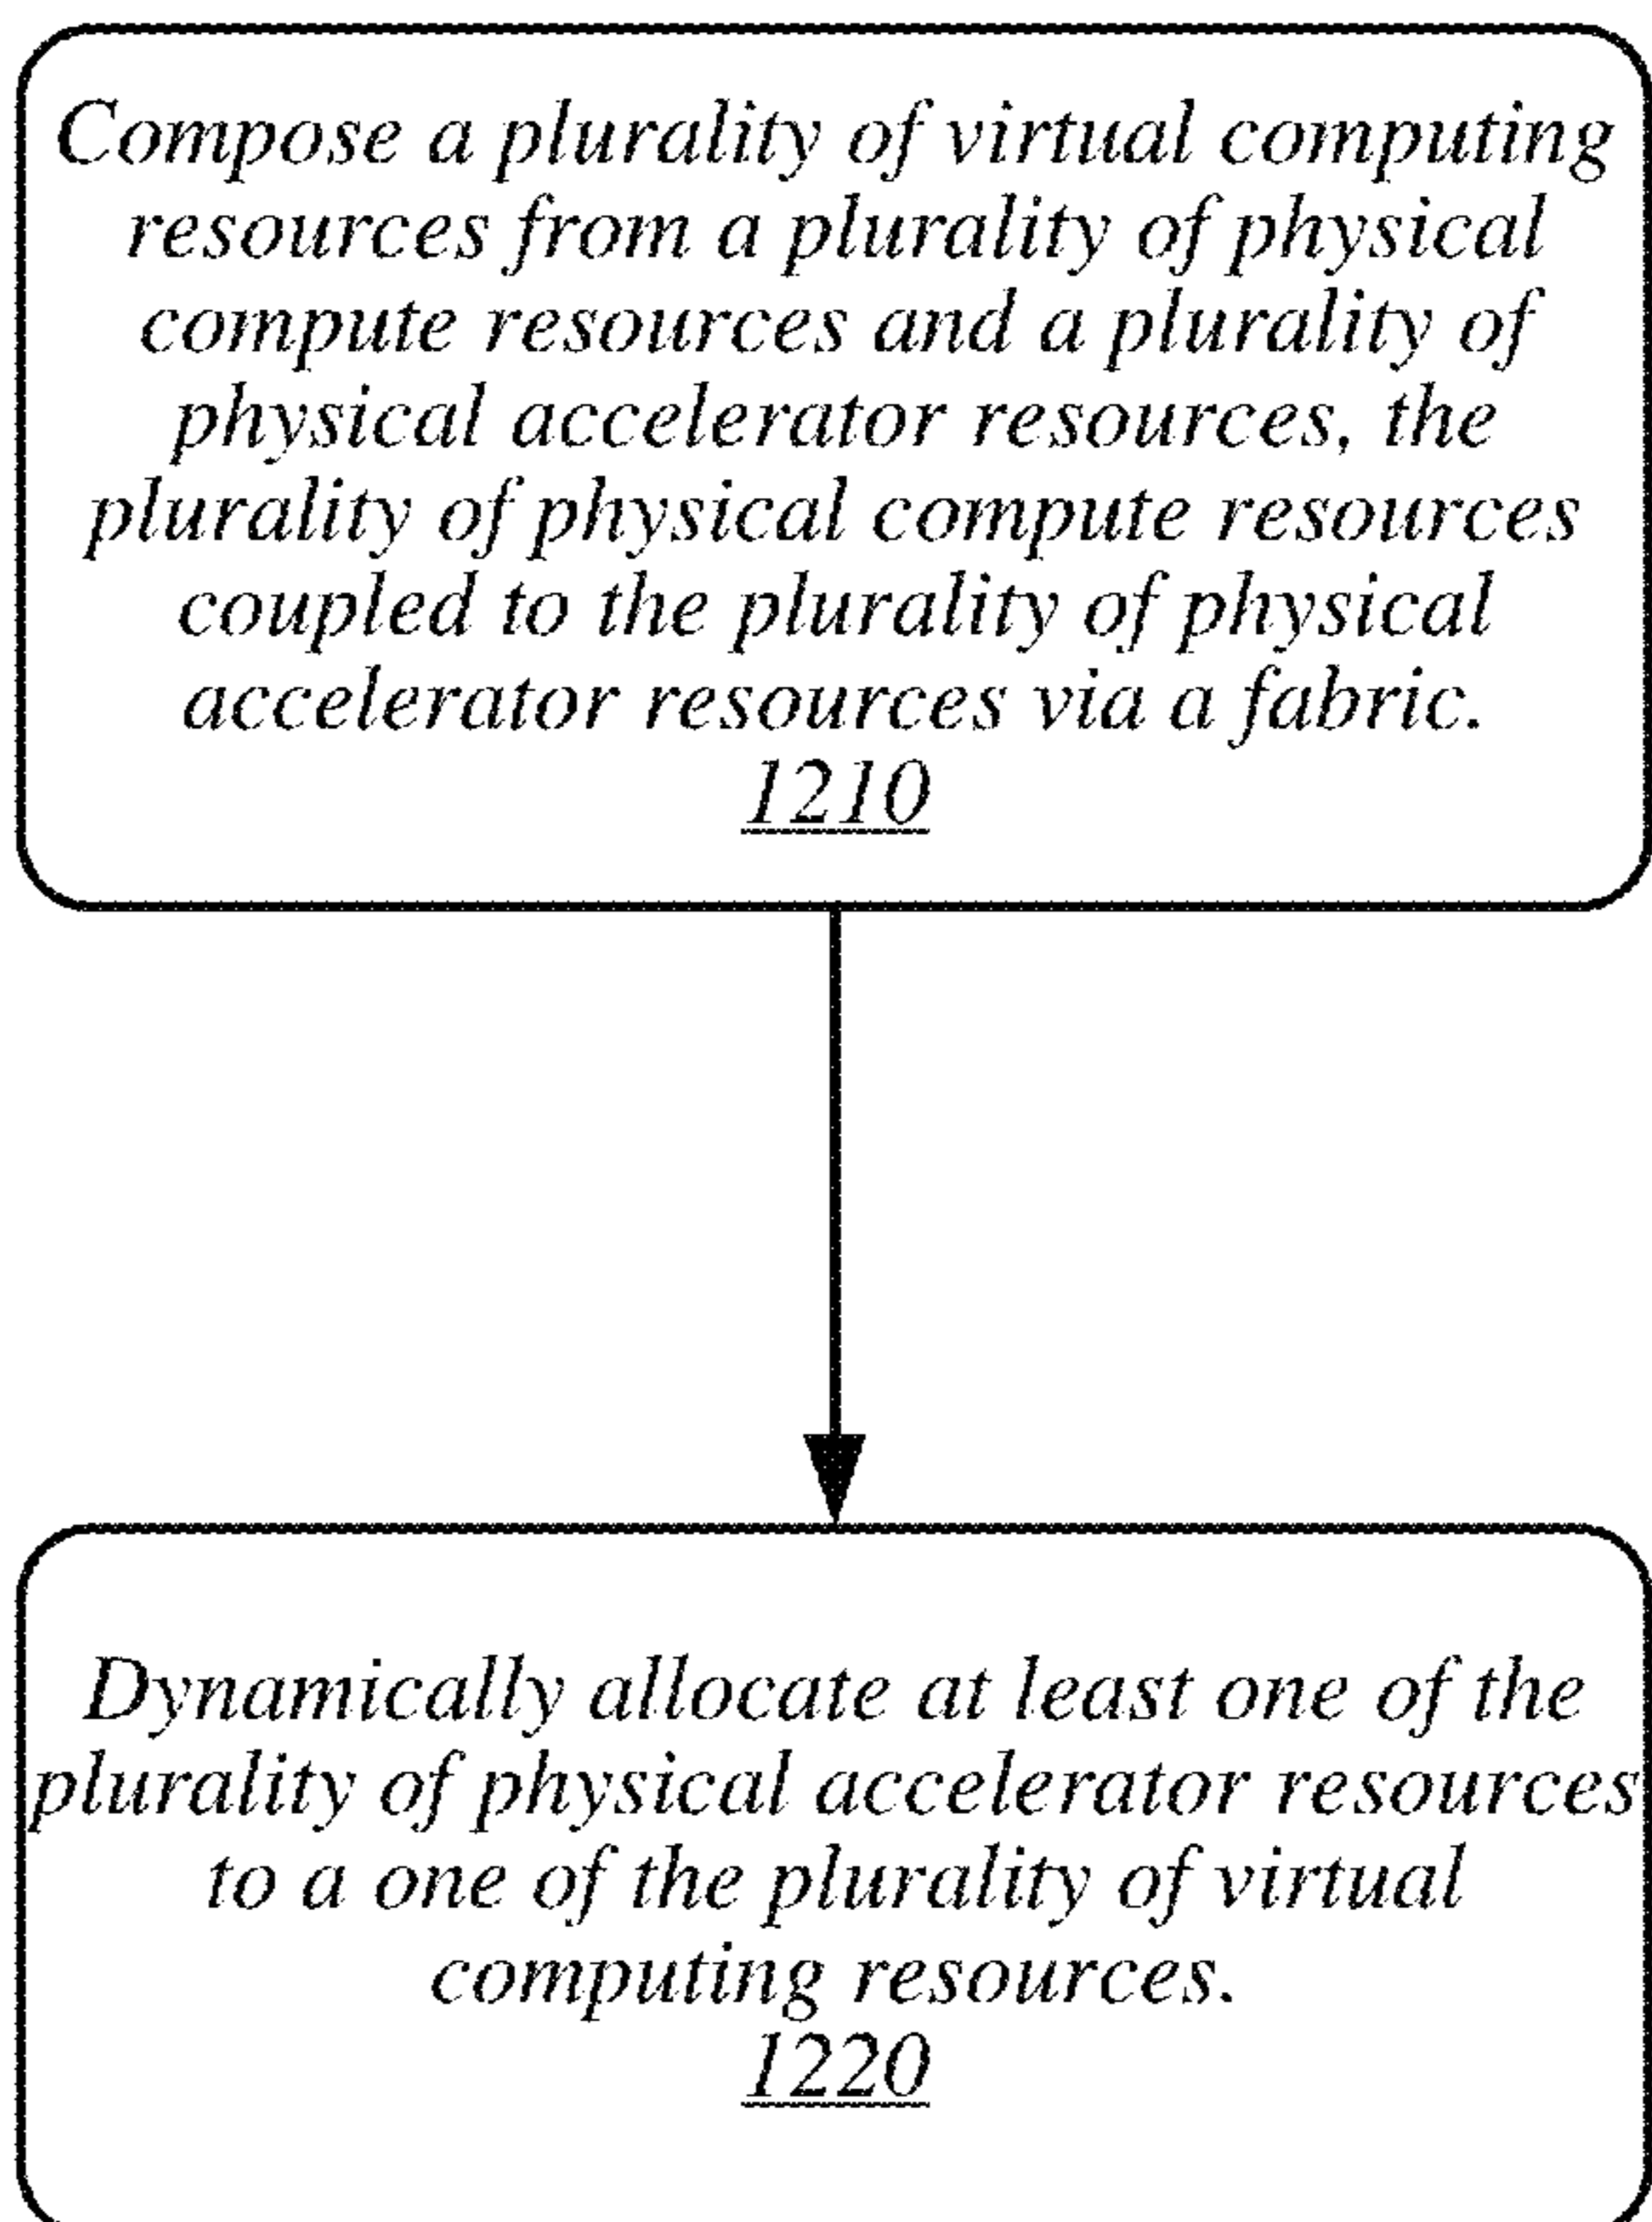 Compose a plurality of virtual computing
resources from a plurality of physical
compute resources and a plurality of
physical accelerator resources, the
plurality of physical compute resources
coupled to the plurality of physical
accelerator resources via a fabric.
1210
Dynamically allocate at least one of the
plurality of physical accelerator resources
to a one of the plurality of virtual
computing resources.
1220